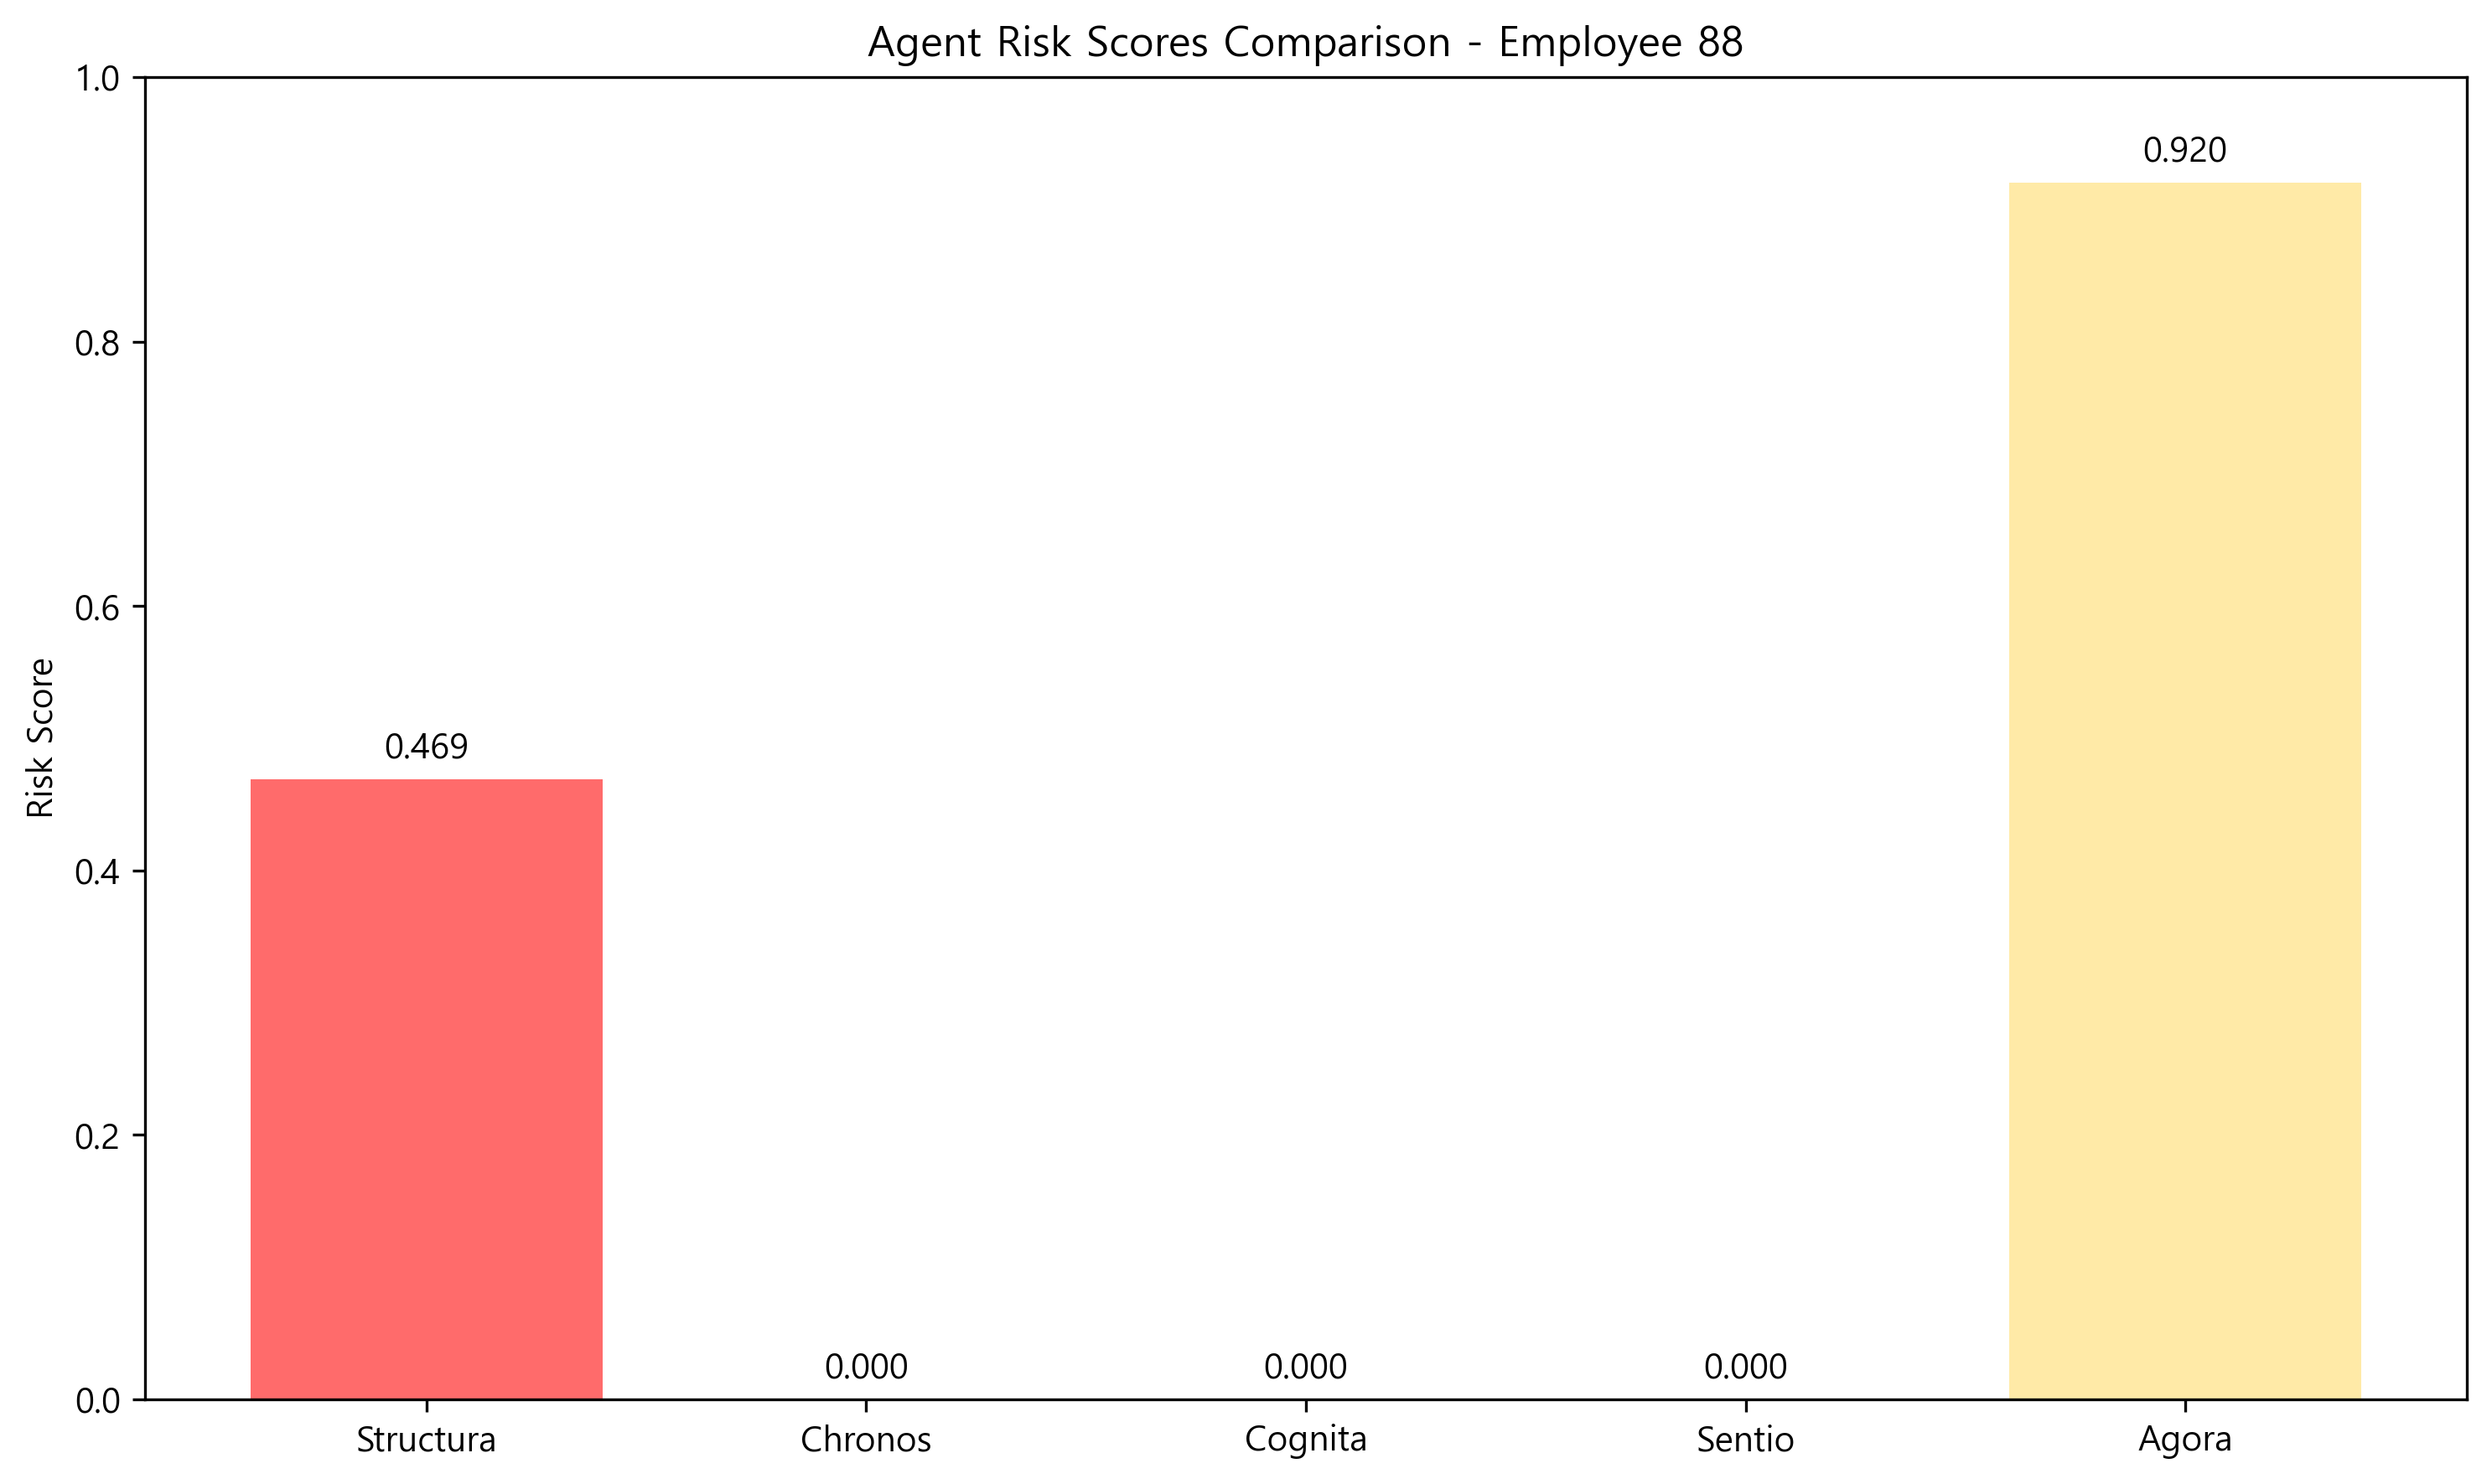 Agent Risk Scores Comparison - Employee 88
Risk Score
1.0
0.8
0.6
0.4
0.2
0.0
0.469
0.000
0.000
0.000
0.920
Structura
Chronos
Cognita
Sentio
Agora